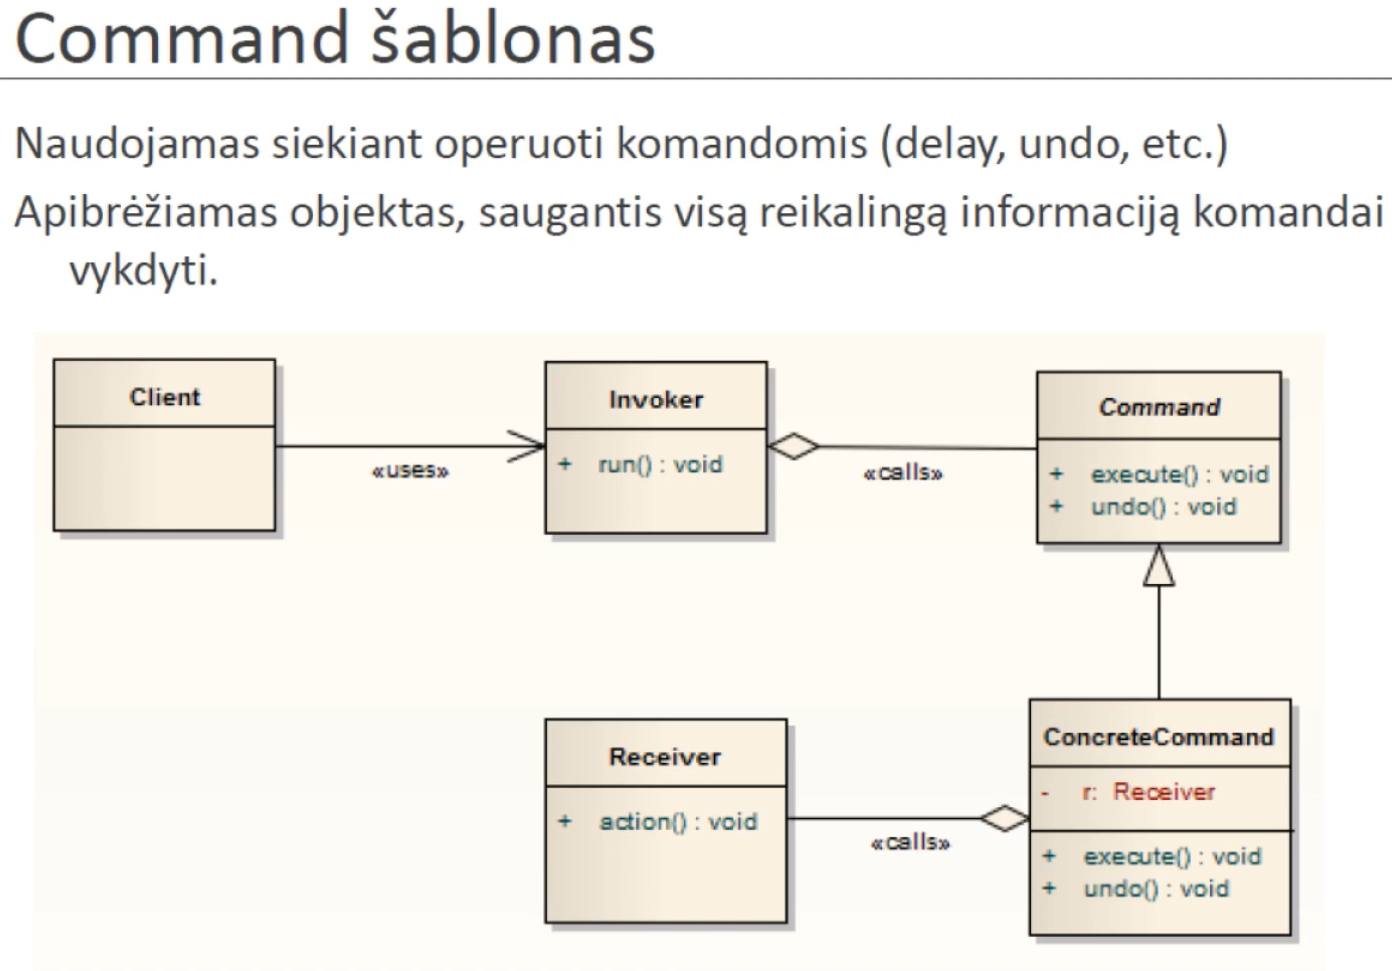 Command šablonas
Naudojamas siekiant operuoti komandomis (delay, undo, etc.)
Apibrėžiamas objektas, saugantis visą reikalingą informaciją komandai
vykdyti.
Client
«uses»
Invoker
+ run() : void
«calls»
Command
+ execute() : void
+ undo() : void
Receiver
+ action() : void
«calls»
ConcreteCommand
- r: Receiver
+ execute() : void
+ undo() : void